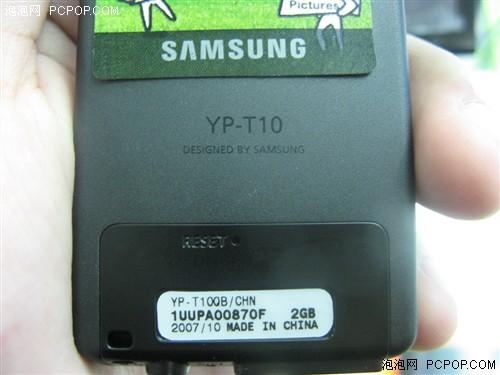 泡泡网 PCPOP.COM
Pictures
SAMSUNG
YP-T10
DESIGNED BY SAMSUNG
RESET
YP-T10QB/CHN
1UUPA00870F 2GB
2007/10 MADE IN CHINA
泡泡网 PCPOP.COM